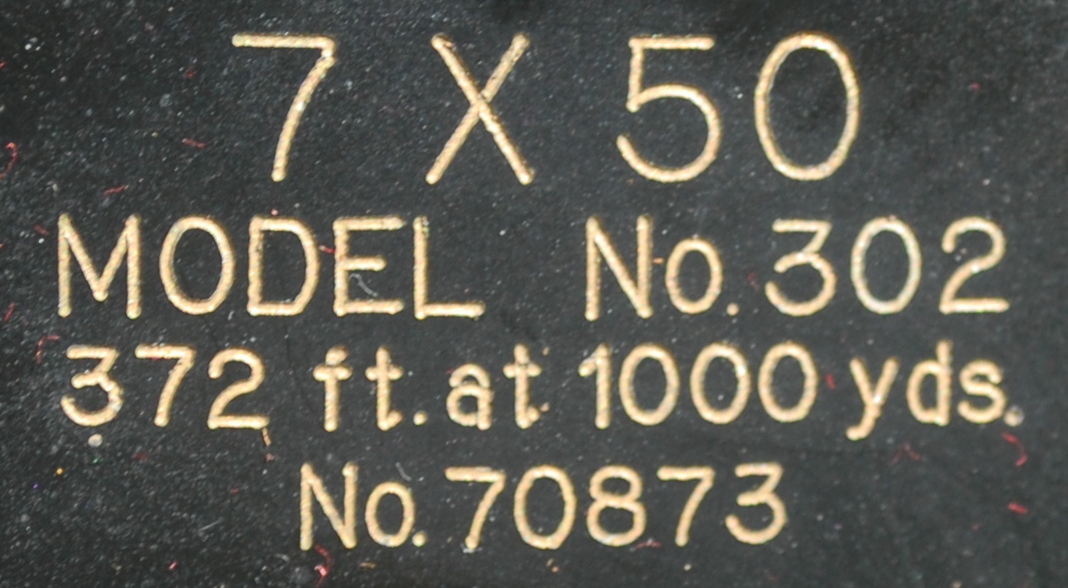 7 X 50
MODEL No. 302
372 ft. at 1000 yds.
No. 70873